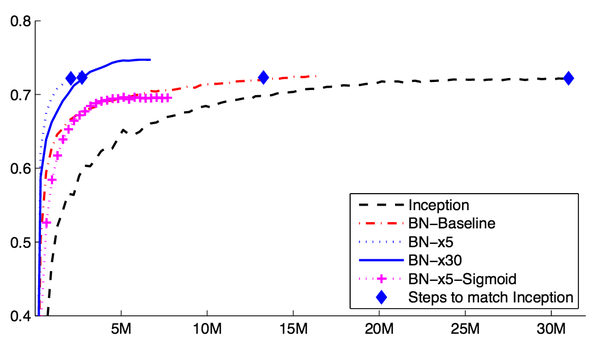 0.8
0.7
0.6
0.5
0.4
5M
10M
15M
20M
25M
30M
Inception
BN−Baseline
BN−x5
BN−x30
BN−x5−Sigmoid
Steps to match Inception